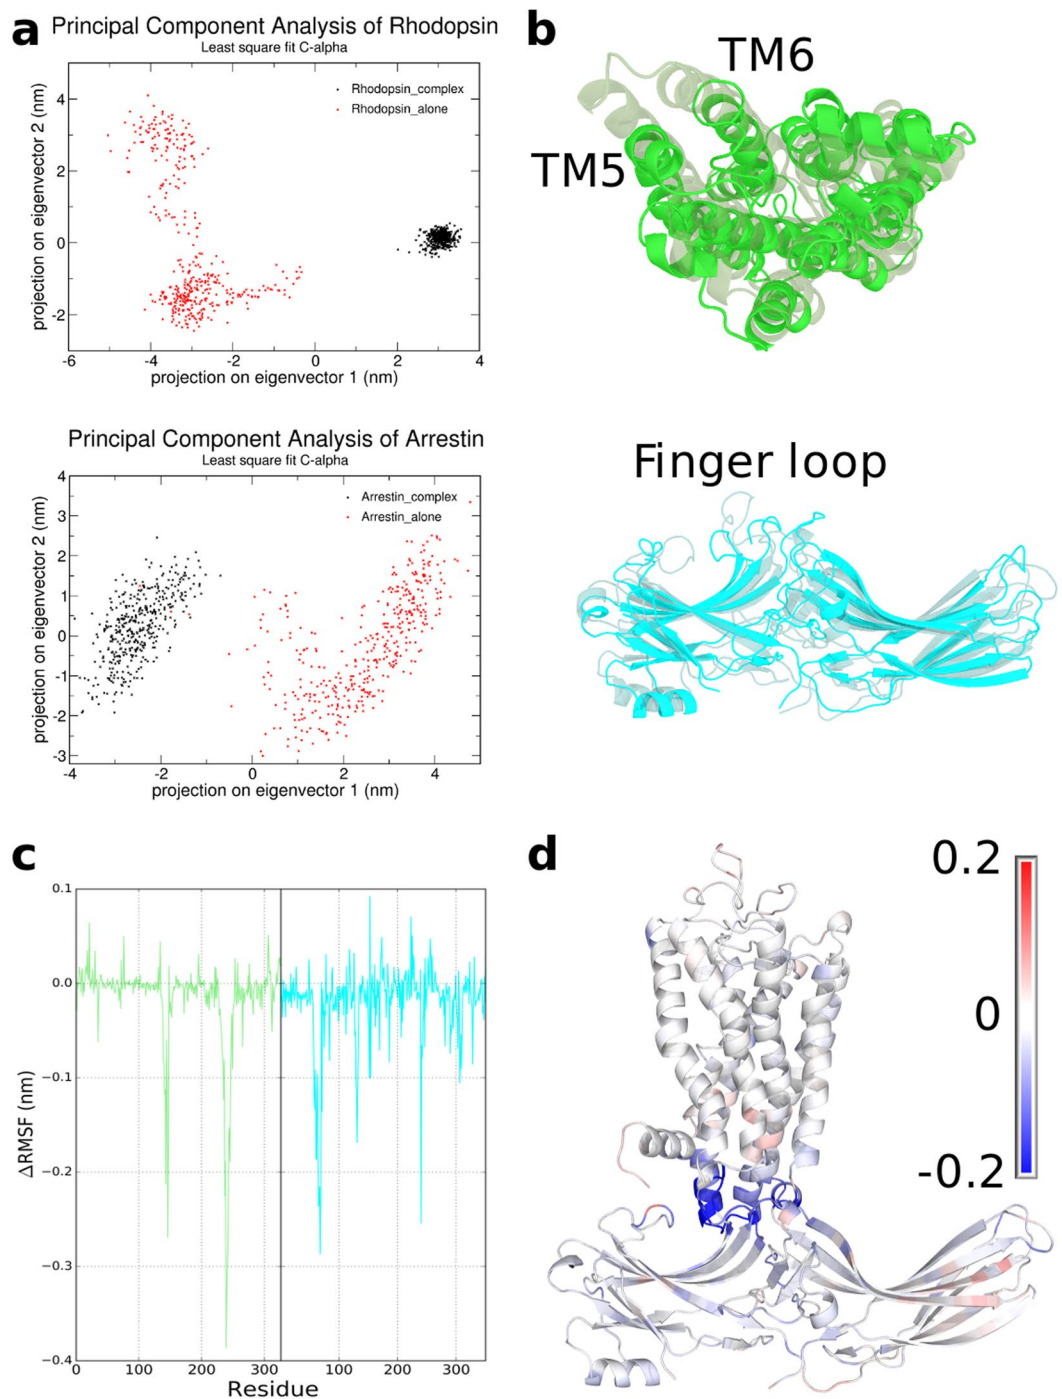 a
Principal Component Analysis of Rhodopsin
Least square fit C-alpha
Rhodopsin_complex
Rhodopsin_alone
4
2
0
-2
projection on eigenvector 2 (nm)
-6 -4 -2 0 2 4
projection on eigenvector 1 (nm)
b
TM6
TM5
Principal Component Analysis of Arrestin
Least square fit C-alpha
Arrestin_complex
Arrestin_alone
4
3
2
1
0
-1
-2
-3
projection on eigenvector 2 (nm)
-4 -2 0 2 4
projection on eigenvector 1 (nm)
Finger loop
c
0.1
0.0
−0.1
−0.2
−0.3
−0.4
ΔRMSF (nm)
0 100 200 300 100 200 300
Residue
d
0.2
0
-0.2